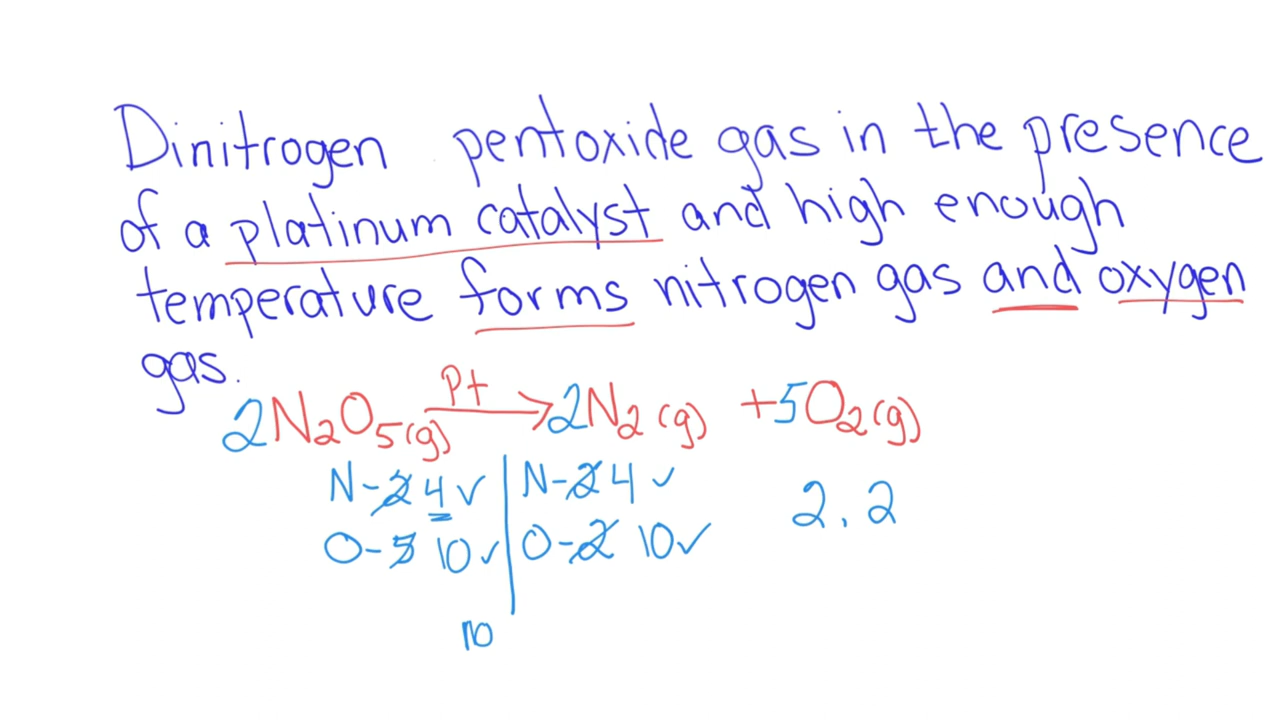 Dinitrogen pentoxide gas in the presence
of a platinum catalyst and high enough
temperature forms nitrogen gas and oxygen
gas.
Pt
2N₂O₅(g) → 2N₂(g) + 5O₂(g)
N-2 4 ✓ | N-2 4 ✓
2.2
O-5 10 ✓ | O-2 10 ✓
10